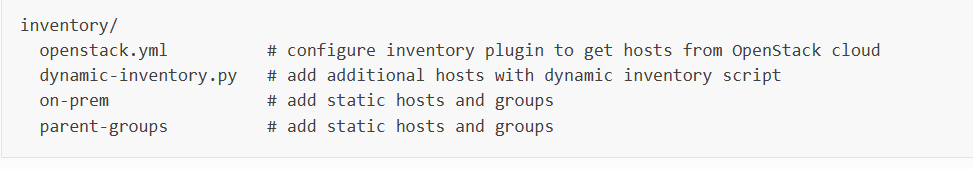 inventory/
  openstack.yml          # configure inventory plugin to get hosts from OpenStack cloud
  dynamic-inventory.py   # add additional hosts with dynamic inventory script
  on-prem                # add static hosts and groups
  parent-groups          # add static hosts and groups